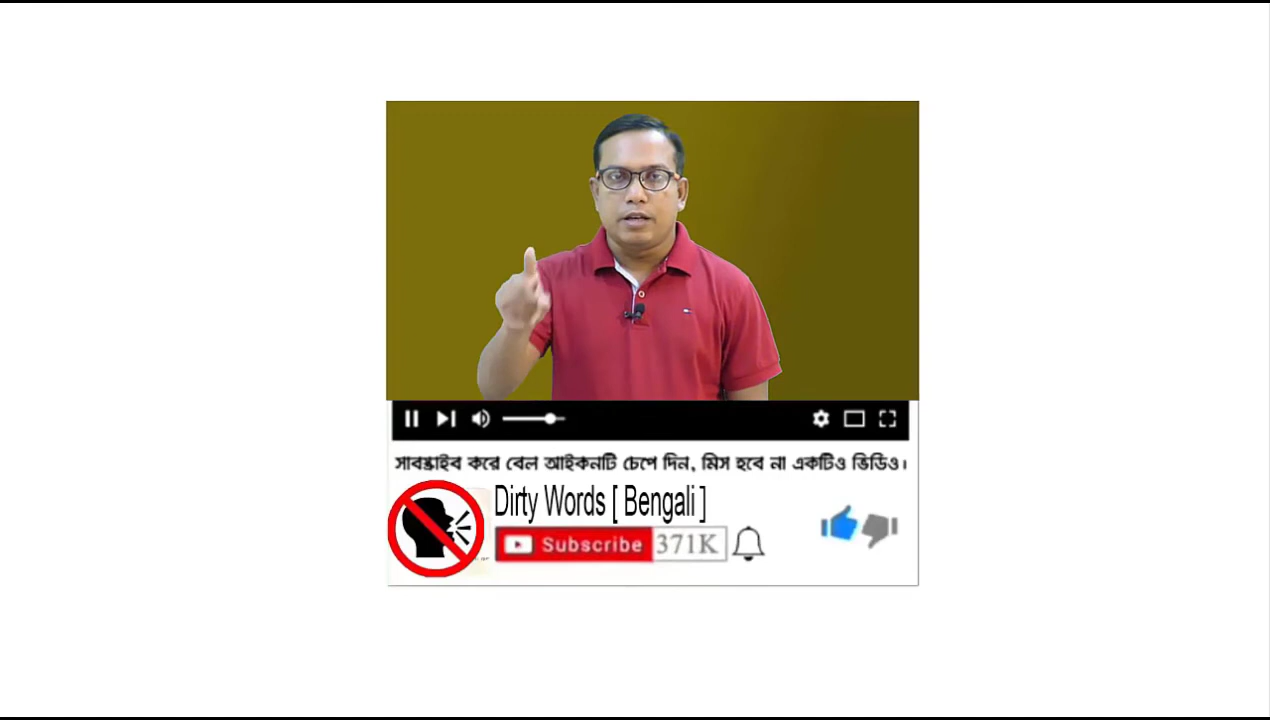 সাবস্ক্রাইব করে বেল আইকনটি চেপে দিন, মিস হবে না একটিও ভিডিও।
Dirty Words [ Bengali ]
Subscribe 371K